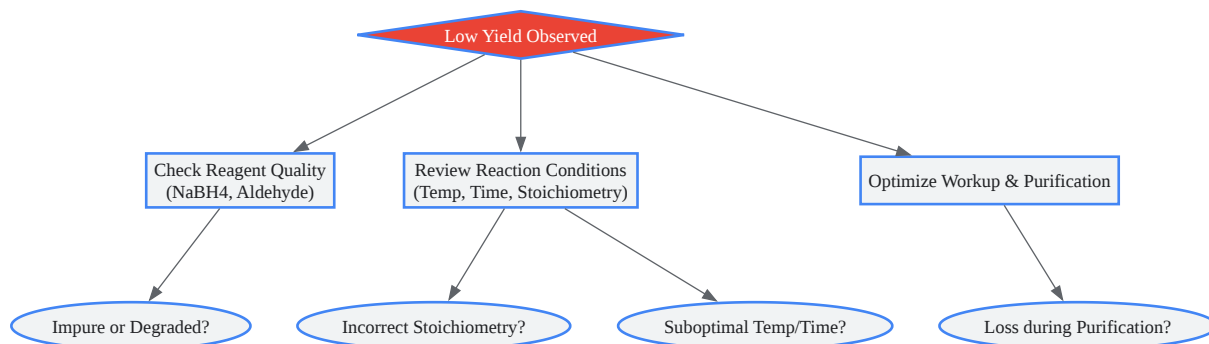 Low Yield Observed
Check Reagent Quality
(NaBH4, Aldehyde)
Review Reaction Conditions
(Temp, Time, Stoichiometry)
Optimize Workup & Purification
Impure or Degraded?
Incorrect Stoichiometry?
Suboptimal Temp/Time?
Loss during Purification?